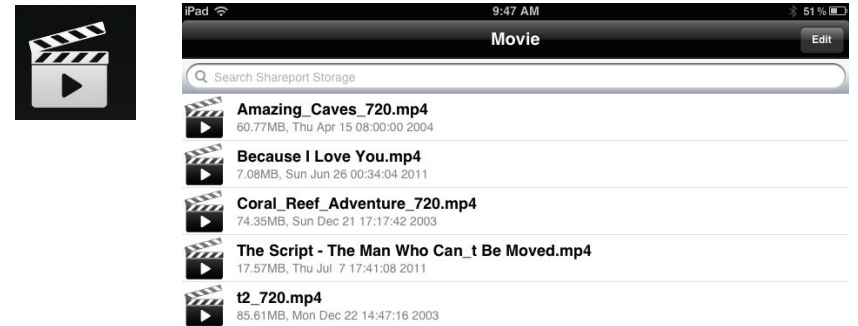 iPad 9:47 AM 51%
Movie Edit
Search Shareport Storage
Amazing_Caves_720.mp4
60.77MB, Thu Apr 15 08:00:00 2004
Because I Love You.mp4
7.08MB, Sun Jun 26 00:34:04 2011
Coral_Reef_Adventure_720.mp4
74.35MB, Sun Dec 21 17:17:42 2003
The Script - The Man Who Can_t Be Moved.mp4
17.57MB, Thu Jul 7 17:41:08 2011
t2_720.mp4
85.61MB, Mon Dec 22 14:47:16 2003